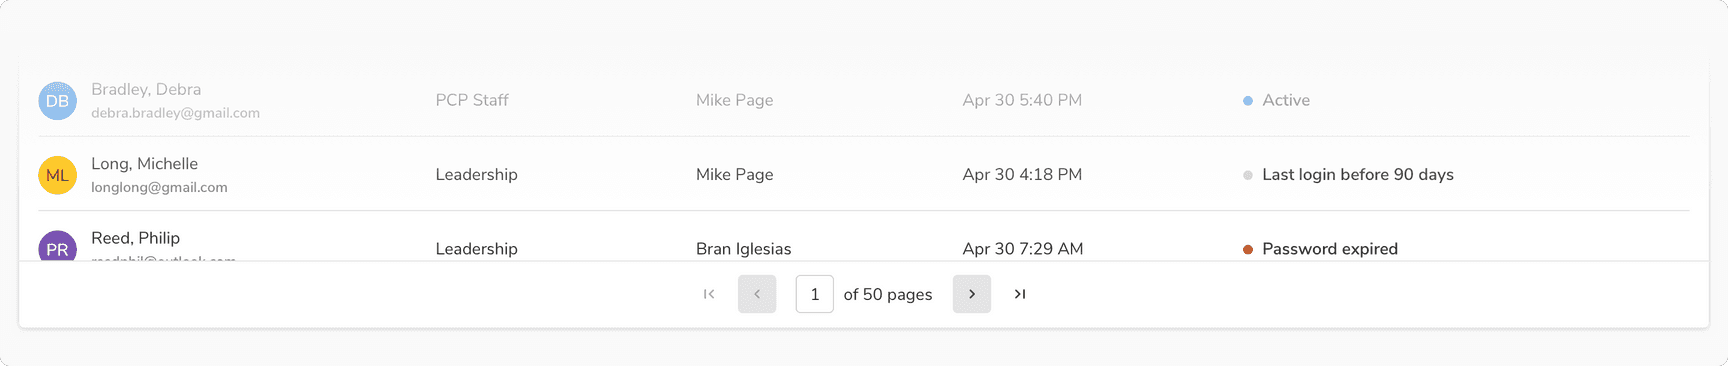 DB Bradley, Debra PCP Staff Mike Page Apr 30 5:40 PM Active
debra.bradley@gmail.com
ML Long, Michelle Leadership Mike Page Apr 30 4:18 PM Last login before 90 days
longlong@gmail.com
PR Reed, Philip Leadership Bran Iglesias Apr 30 7:29 AM Password expired
1 of 50 pages